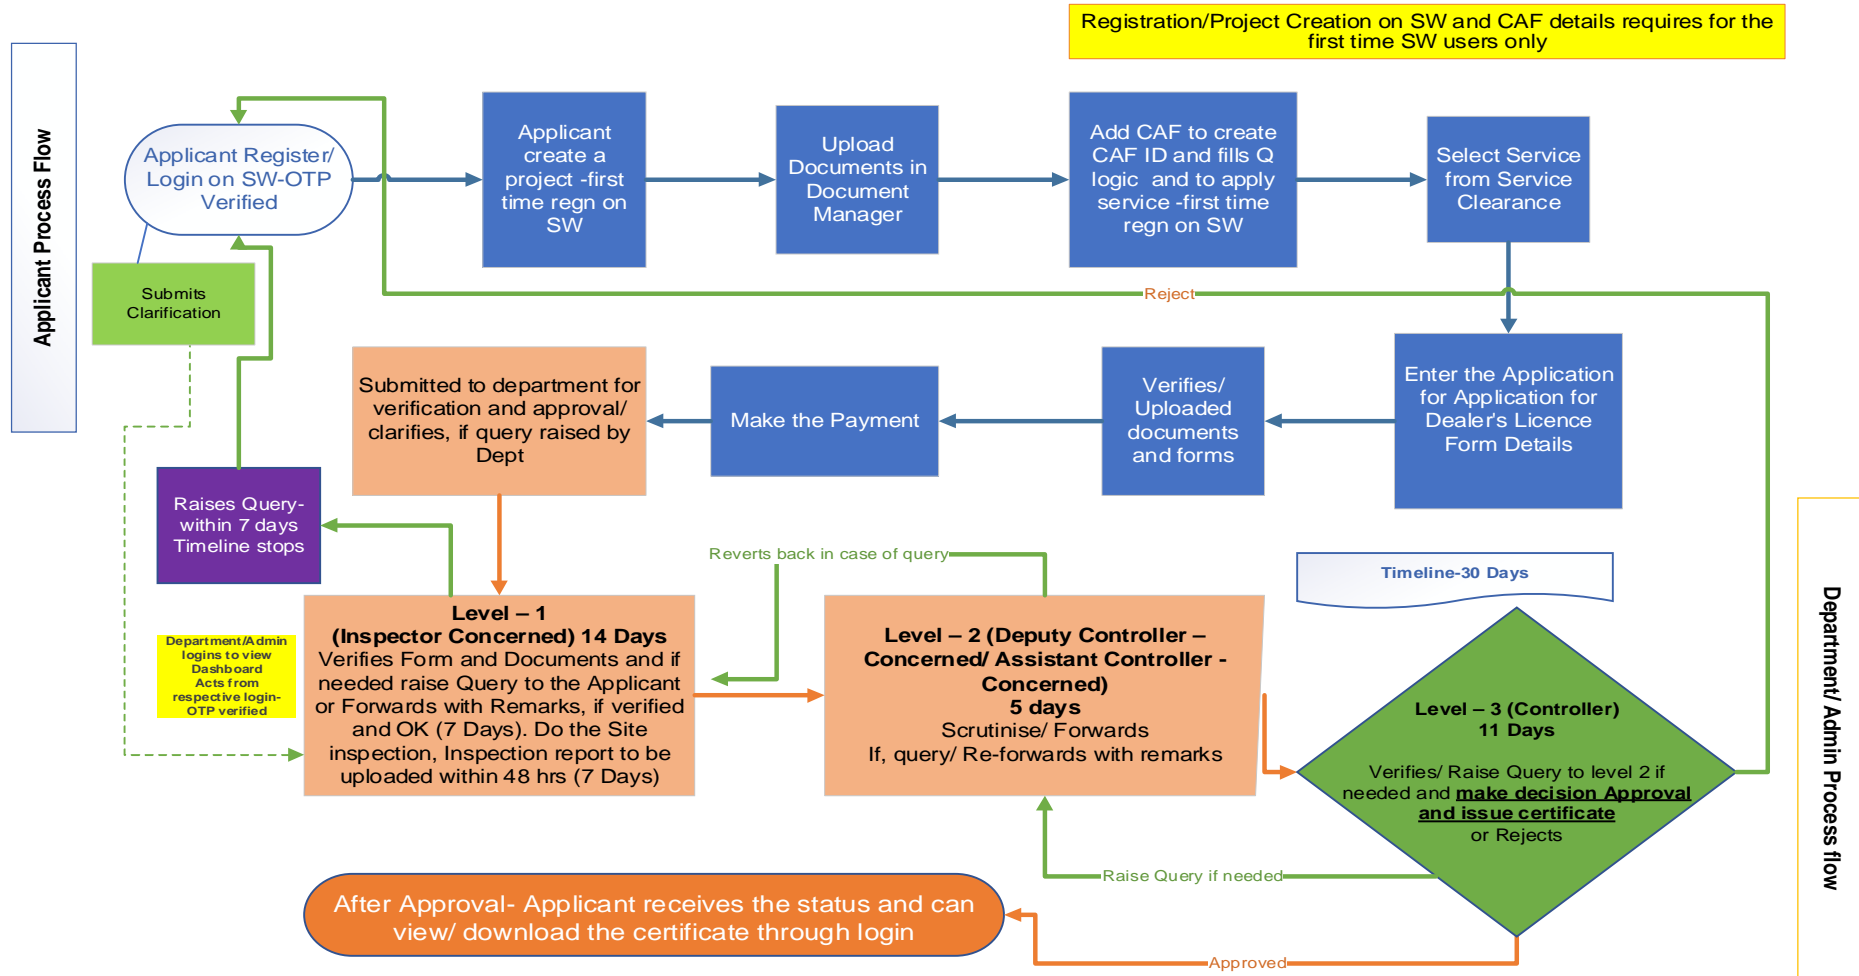 Registration/Project Creation on SW and CAF details requires for the
first time SW users only
Applicant Process Flow
Applicant Register/
Login on SW-OTP
Verified
Applicant
create a
project -first
time regn on
SW
Upload
Documents in
Document
Manager
Add CAF to create
CAF ID and fills Q
logic and to apply
service -first time
regn on SW
Select Service
from Service
Clearance
Submits
Clarification
Reject
Submitted to department for
verification and approval/
clarifies, if query raised by
Dept
Make the Payment
Verifies/
Uploaded
documents
and forms
Enter the Application
for Application for
Dealer's Licence
Form Details
Raises Query-
within 7 days
Timeline stops
Reverts back in case of query
Timeline-30 Days
Department/ Admin Process flow
Department/Admin
logins to view
Dashboard
Acts from
respective login-
OTP verified
Level – 1
(Inspector Concerned) 14 Days
Verifies Form and Documents and if
needed raise Query to the Applicant
or Forwards with Remarks, if verified
and OK (7 Days). Do the Site
inspection, Inspection report to be
uploaded within 48 hrs (7 Days)
Level – 2 (Deputy Controller –
Concerned/ Assistant Controller -
Concerned)
5 days
Scrutinise/ Forwards
If, query/ Re-forwards with remarks
Level – 3 (Controller)
11 Days
Verifies/ Raise Query to level 2 if
needed and make decision Approval
and issue certificate
or Rejects
Raise Query if needed
After Approval- Applicant receives the status and can
view/ download the certificate through login
Approved